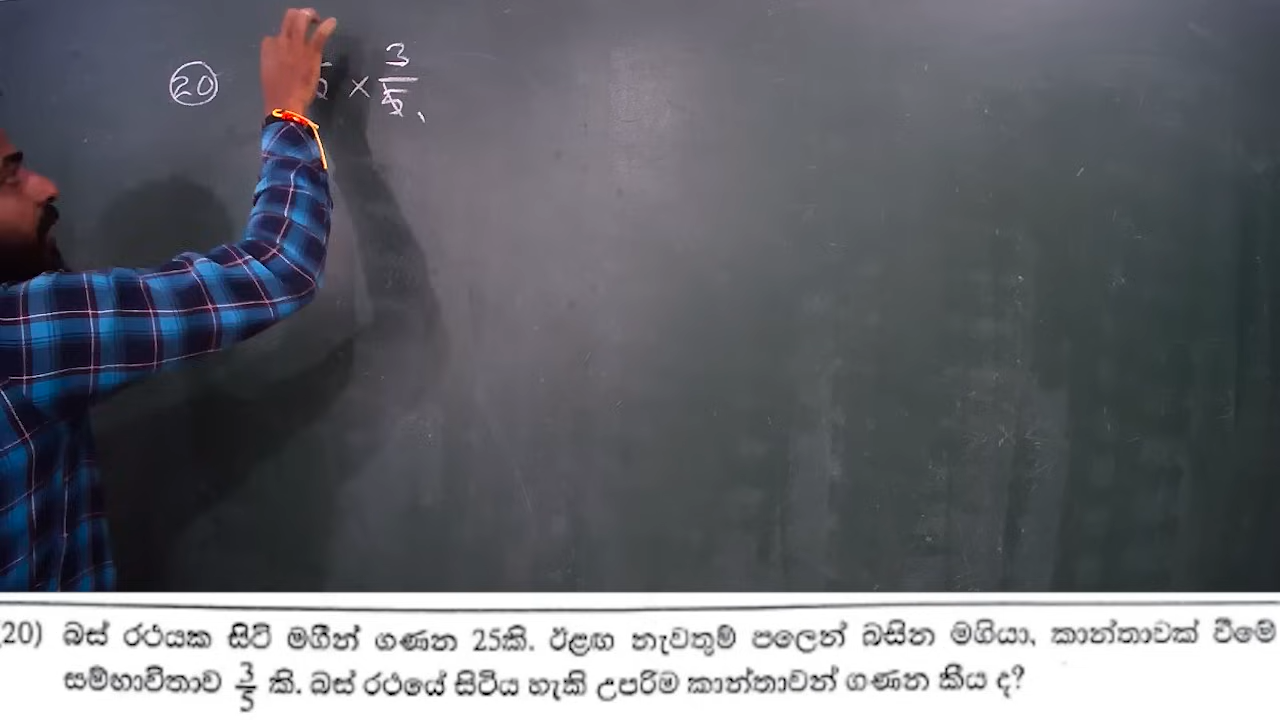 20 × 3/5
(20) බස් රථයක සිටි මගීන් ගණන 25කි. ඊළඟ නැවතුම් පලෙන් බසින මගියා, කාන්තාවක් වීමේ
සම්භාවිතාව 3/5 කි. බස් රථයේ සිටිය හැකි උපරිම කාන්තාවන් ගණන කීය ද?